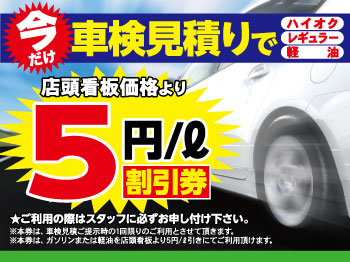 今だけ
車検見積りで
ハイオク
レギュラー
軽油
店頭看板価格より
5円/ℓ
割引券
★ご利用の際はスタッフに必ずお申し付け下さい。
※本券は、車検見積ご提示時の1回限りのご利用とさせて頂きます。
※本券は、ガソリンまたは軽油を店頭看板より5円/ℓ引きにてご利用頂けます。